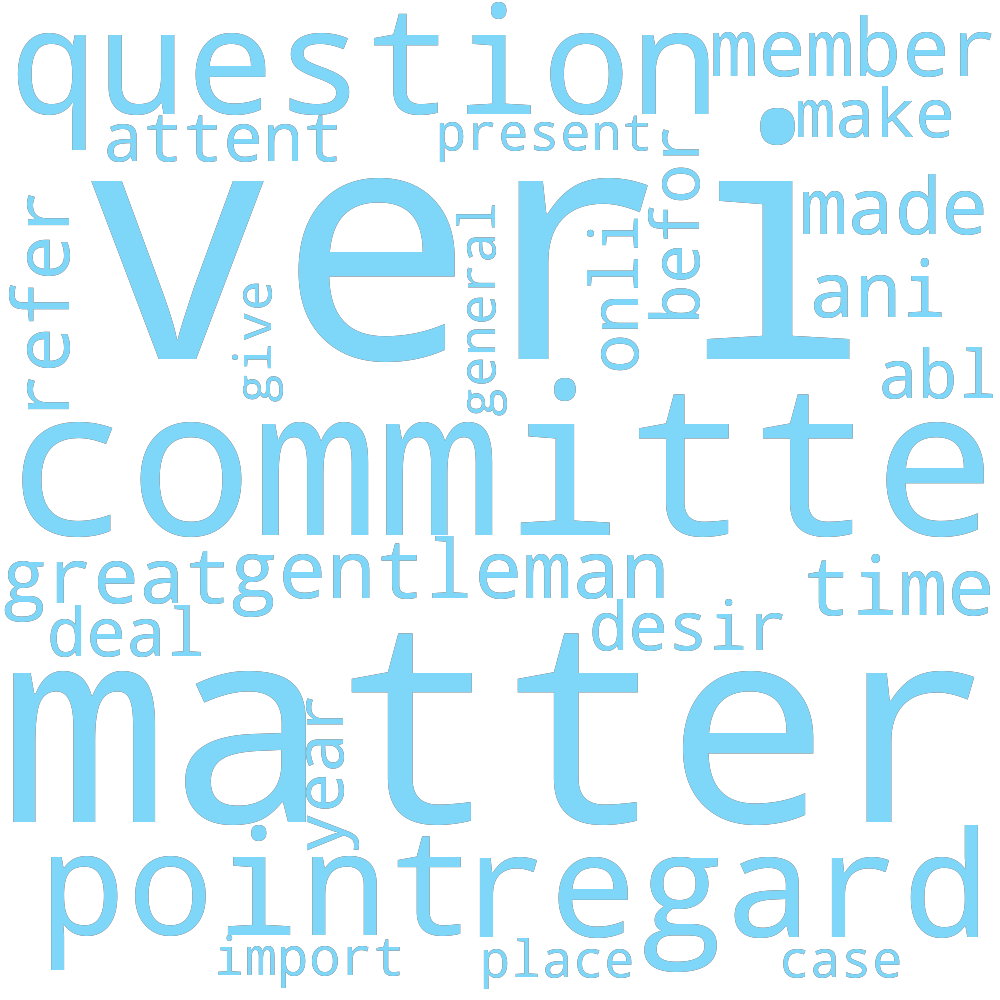 question
member
make
attent
present
befor
veri
made
refer
general
onli
ani
give
abl
committe
great
gentleman
time
deal
desir
matter
year
point
regard
import
place
case